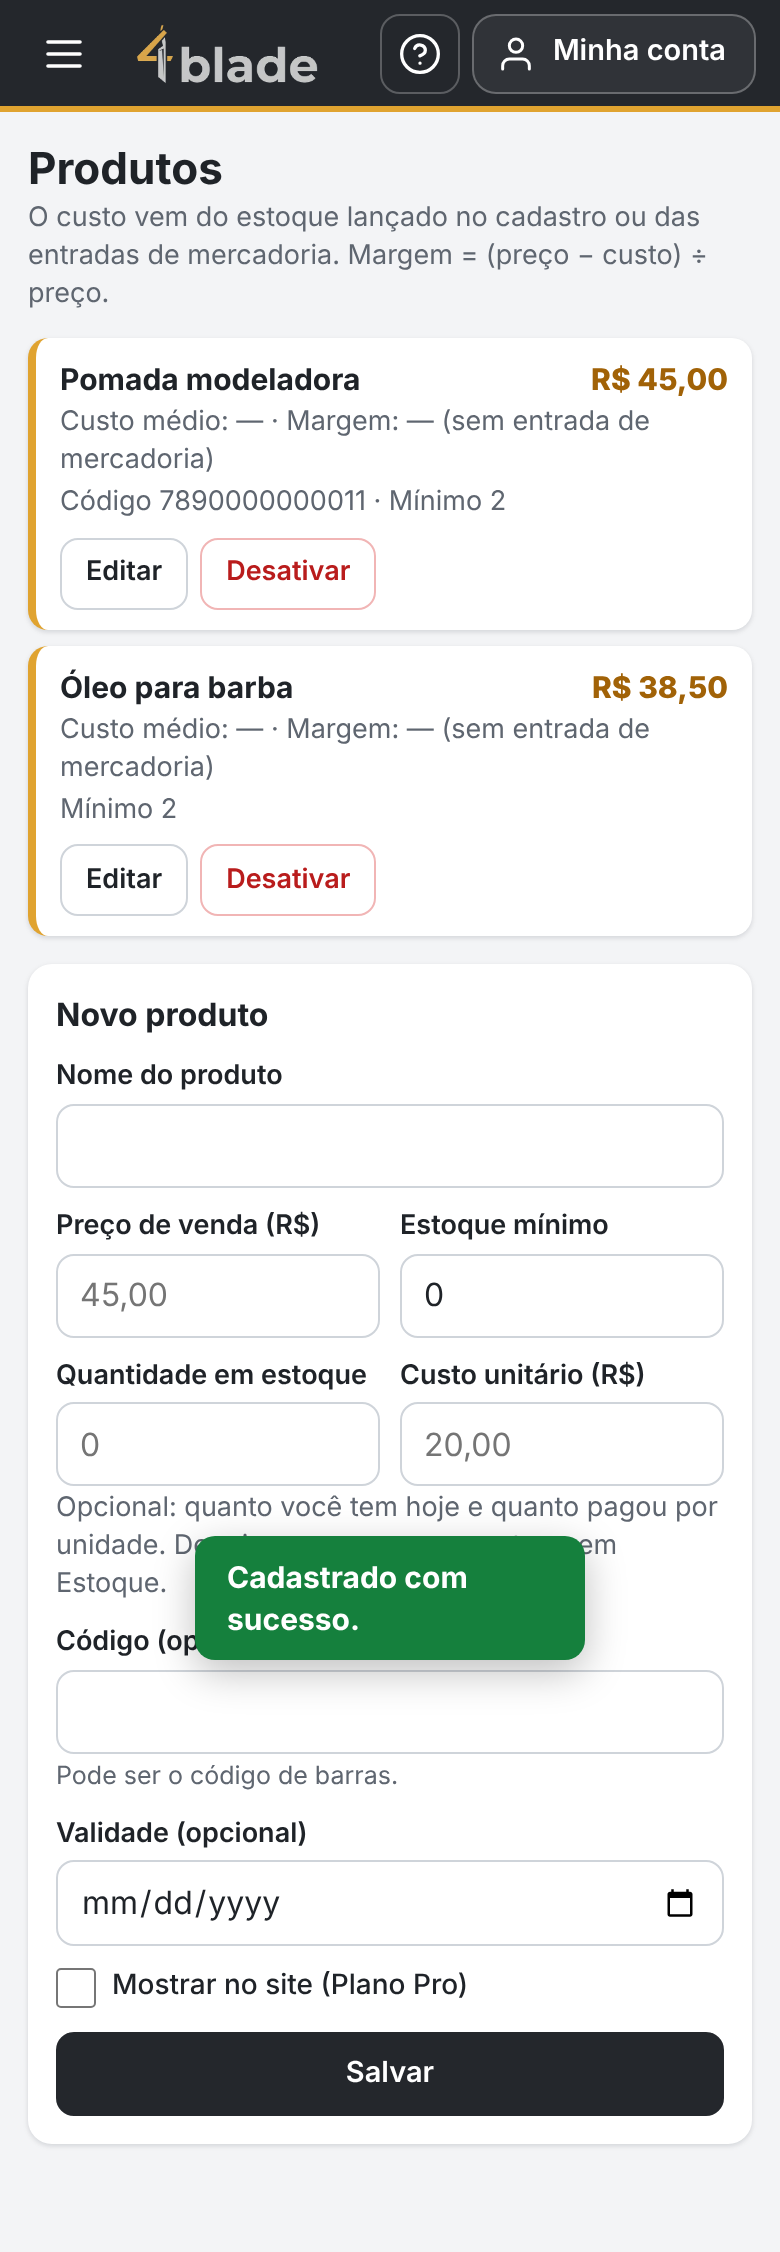 4blade
Minha conta
Produtos
O custo vem do estoque lançado no cadastro ou das
entradas de mercadoria. Margem = (preço − custo) ÷
preço.
Pomada modeladora R$ 45,00
Custo médio: — · Margem: — (sem entrada de
mercadoria)
Código 7890000000011 · Mínimo 2
Editar Desativar
Óleo para barba R$ 38,50
Custo médio: — · Margem: — (sem entrada de
mercadoria)
Mínimo 2
Editar Desativar
Novo produto
Nome do produto
Preço de venda (R$) Estoque mínimo
45,00 0
Quantidade em estoque Custo unitário (R$)
0 20,00
Opcional: quanto você tem hoje e quanto pagou por
unidade. em
Estoque.
Cadastrado com
sucesso.
Código
Pode ser o código de barras.
Validade (opcional)
mm/dd/yyyy
Mostrar no site (Plano Pro)
Salvar